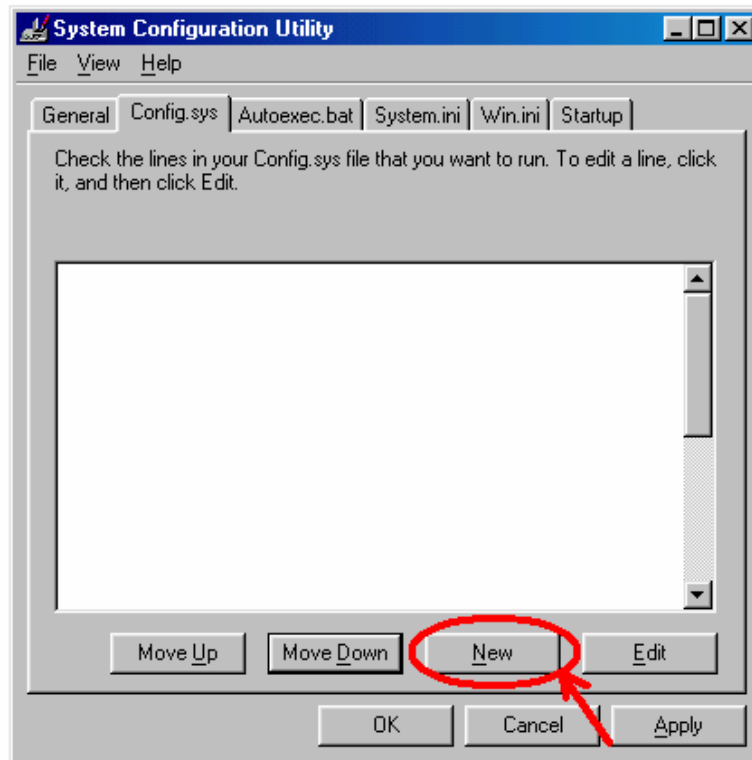 System Configuration Utility
File View Help
General Config.sys Autoexec.bat System.ini Win.ini Startup
Check the lines in your Config.sys file that you want to run. To edit a line, click
it, and then click Edit.
Move Up Move Down New Edit
OK Cancel Apply